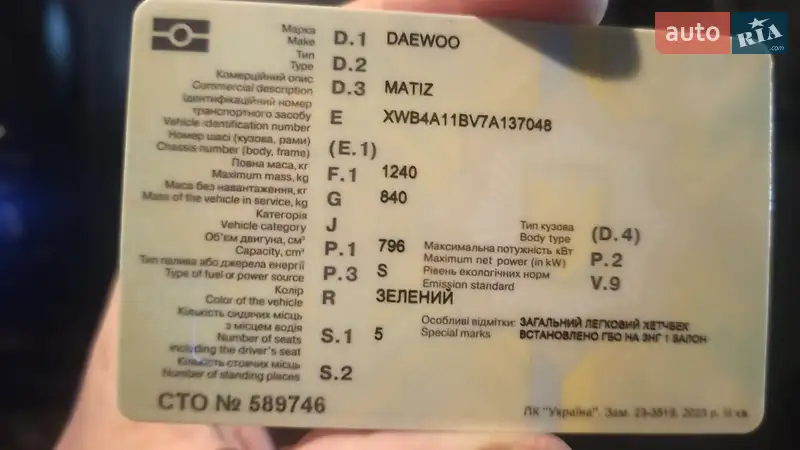 auto RIA .com
Марка
Make D.1 DAEWOO
Тип
Type D.2
Комерційний опис
Commercial description D.3 MATIZ
Ідентифікаційний номер
транспортного засобу
Vehicle identification number E XWB4A11BV7A137048
Номер шасі (кузова, рами)
Chassis number (body, frame) (E.1)
Повна маса, кг
Maximum mass, kg F.1 1240
Маса без навантаження, кг
Mass of the vehicle in service, kg G 840
Категорія
Vehicle category J
Тип кузова
Body type (D.4)
Об'єм двигуна, см³
Capacity, cm³ P.1 796
Максимальна потужність кВт
Maximum net power (in kW) P.2
Тип палива або джерела енергії
Type of fuel or power source P.3 S
Рівень екологічних норм
Emission standard V.9
Колір
Color of the vehicle R ЗЕЛЕНИЙ
Кількість сидячих місць
з місцем водія
Number of seats
including the driver's seat S.1 5
Особливі відмітки: ЗАГАЛЬНИЙ ЛЕГКОВИЙ ХЕТЧБЕК
Special marks ВСТАНОВЛЕНО ГБО НА ЗНГ 1 БАЛОН
Кількість стоячих місць
Number of standing places S.2
СТО № 589746
ПК "Україна". Зам. 23-3519. 2023 р. III кв.